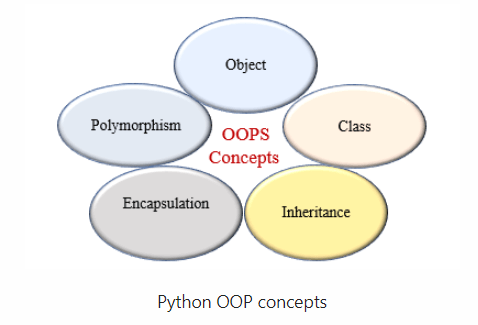 Object
Polymorphism
OOPS
Concepts
Class
Encapsulation
Inheritance
Python OOP concepts